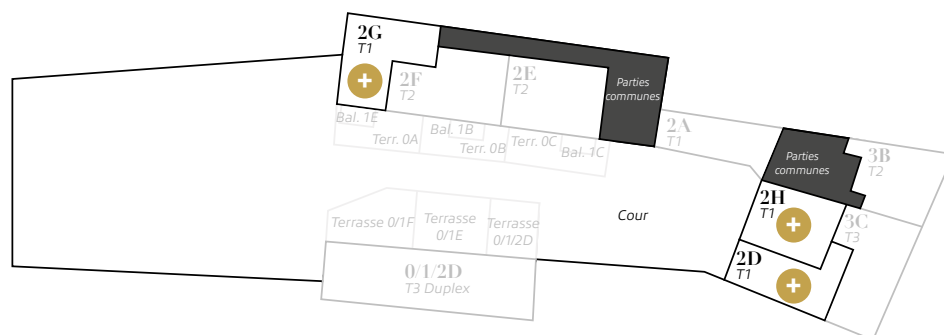 2G
T1
2F
T2
2E
T2
Parties
communes
Bal. 1E
Terr. 0A
Bal. 1B
Terr. 0B
Terr. 0C
Bal. 1C
2A
T1
Parties
communes
3B
T2
2H
T1
3C
T3
2D
T1
Cour
Terrasse 0/1F
Terrasse
0/1E
Terrasse
0/1/2D
0/1/2D
T3 Duplex